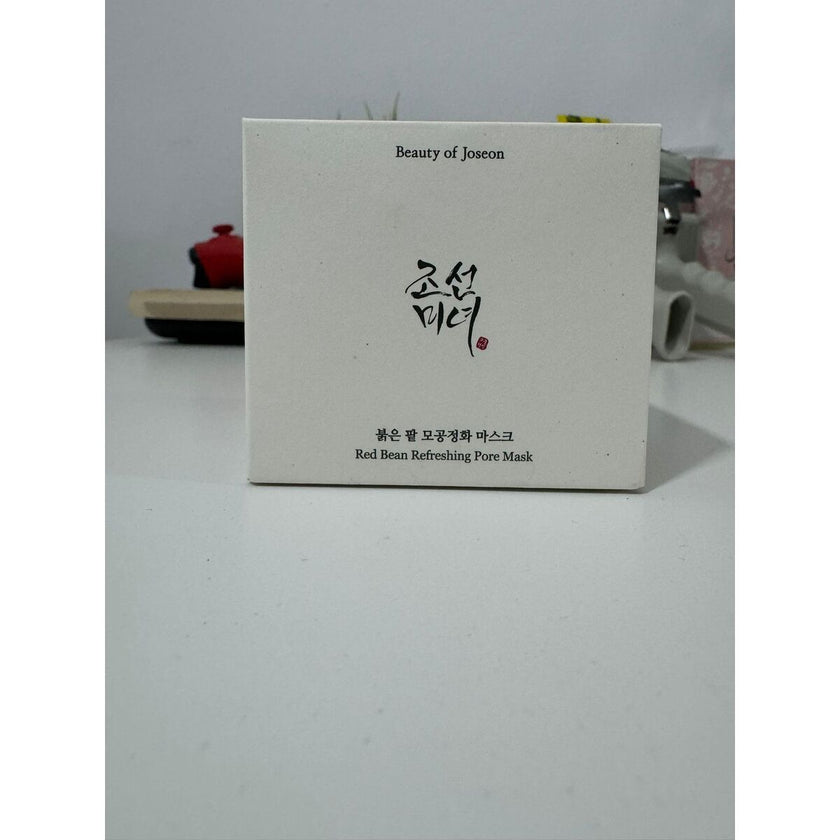 Beauty of Joseon
조선
미녀
붉은 팥 모공정화 마스크
Red Bean Refreshing Pore Mask